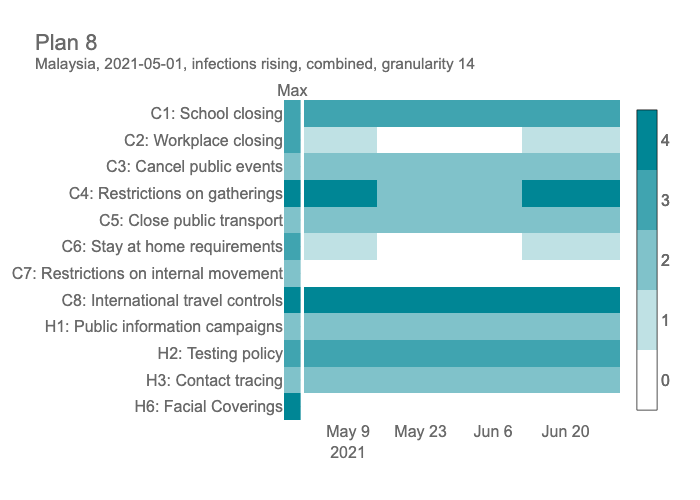 Plan 8
Malaysia, 2021-05-01, infections rising, combined, granularity 14
Max
C1: School closing
C2: Workplace closing
C3: Cancel public events
C4: Restrictions on gatherings
C5: Close public transport
C6: Stay at home requirements
C7: Restrictions on internal movement
C8: International travel controls
H1: Public information campaigns
H2: Testing policy
H3: Contact tracing
H6: Facial Coverings
May 9 May 23 Jun 6 Jun 20
2021
4
3
2
1
0